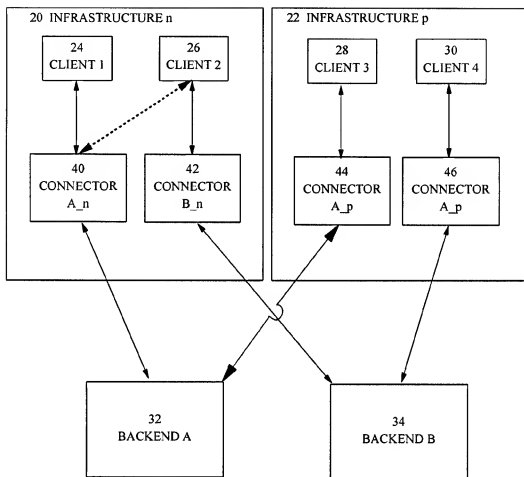 20 INFRASTRUCTURE n
22 INFRASTRUCTURE p
24
CLIENT 1
26
CLIENT 2
28
CLIENT 3
30
CLIENT 4
40
CONNECTOR
A_n
42
CONNECTOR
B_n
44
CONNECTOR
A_p
46
CONNECTOR
A_p
32
BACKEND A
34
BACKEND B